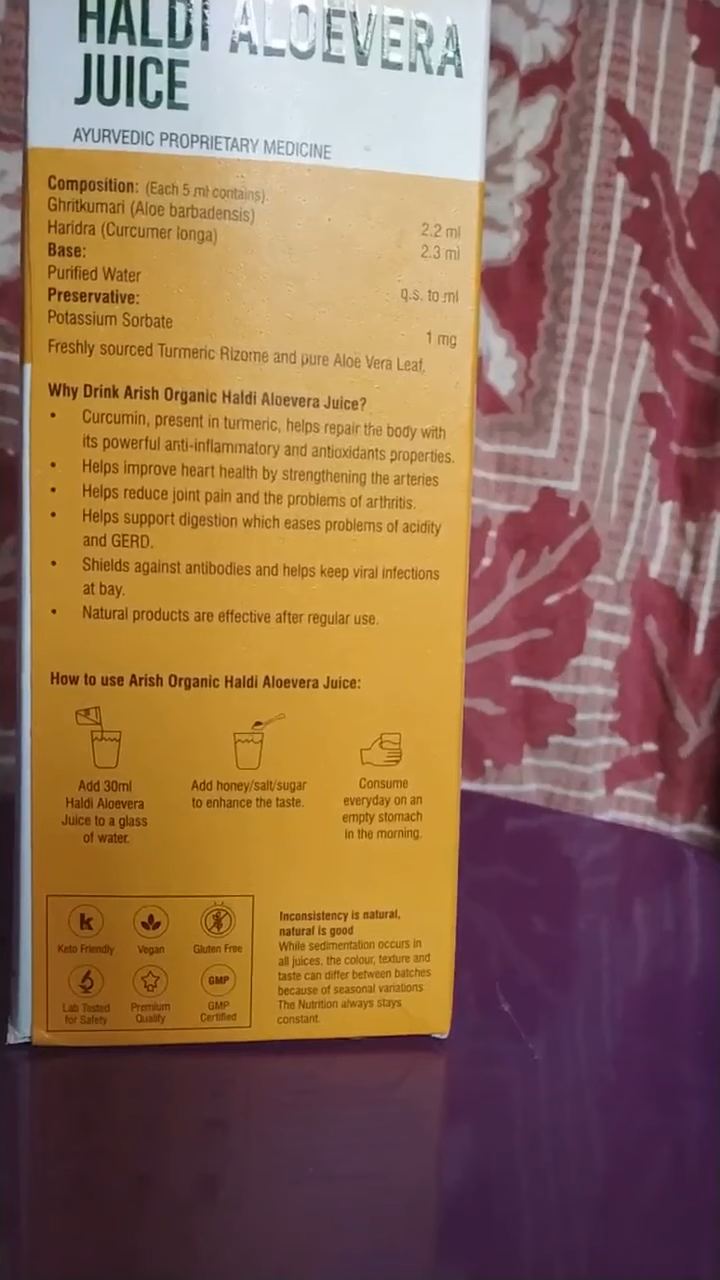 HALDI ALOEVERA
JUICE
AYURVEDIC PROPRIETARY MEDICINE
Composition: (Each 5 ml contains).
Ghritkumari (Aloe barbadensis) 2.2 ml
Haridra (Curcumer longa) 2.3 ml
Base:
Purified Water q.s. to ml
Preservative:
Potassium Sorbate 1 mg
Freshly sourced Turmeric Rizome and pure Aloe Vera Leaf.
Why Drink Arish Organic Haldi Aloevera Juice?
• Curcumin, present in turmeric, helps repair the body with
its powerful anti-inflammatory and antioxidants properties.
• Helps improve heart health by strengthening the arteries
• Helps reduce joint pain and the problems of arthritis.
• Helps support digestion which eases problems of acidity
and GERD.
• Shields against antibodies and helps keep viral infections
at bay.
• Natural products are effective after regular use.
How to use Arish Organic Haldi Aloevera Juice:
Add 30ml
Haldi Aloevera
Juice to a glass
of water.
Add honey/salt/sugar
to enhance the taste.
Consume
everyday on an
empty stomach
in the morning.
k
Keto Friendly
Vegan
Gluten Free
Lab Tested
for Safety
Premium
Quality
GMP
GMP
Certified
Inconsistency is natural,
natural is good
While sedimentation occurs in
all juices, the colour, texture and
taste can differ between batches
because of seasonal variations
The Nutrition always stays
constant.